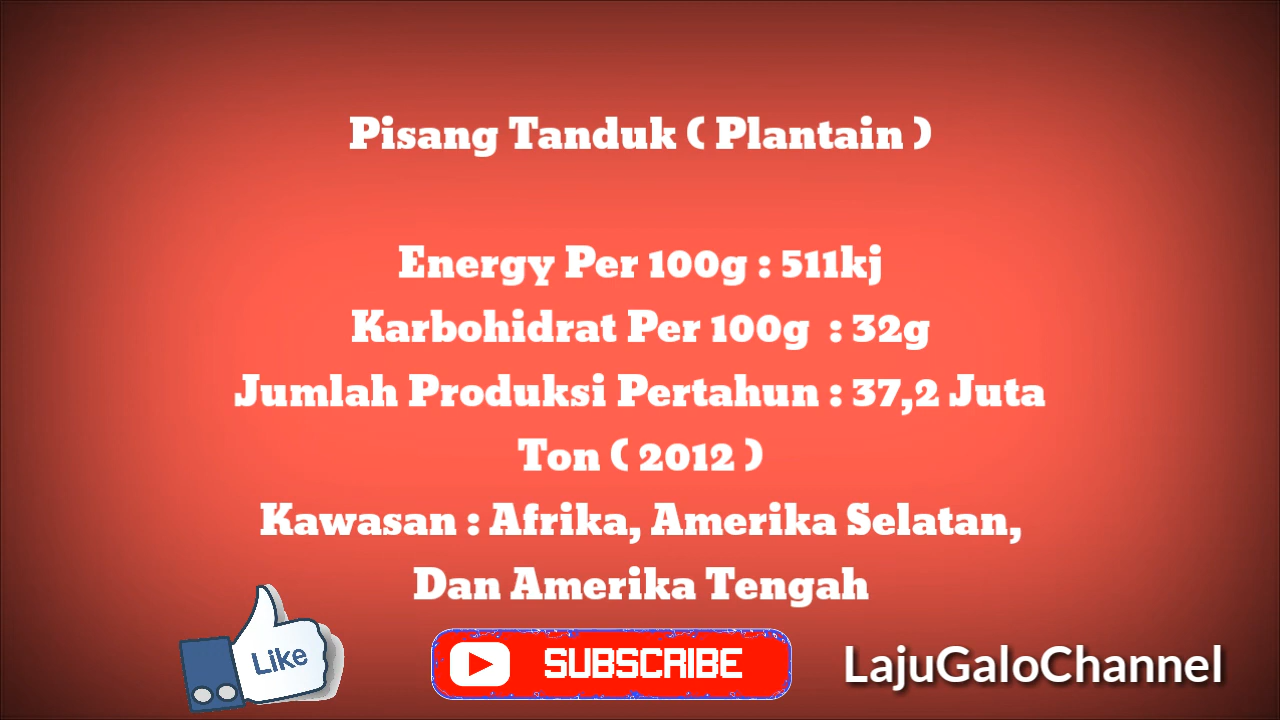 Pisang Tanduk ( Plantain )
Energy Per 100g : 511kj
Karbohidrat Per 100g : 32g
Jumlah Produksi Pertahun : 37,2 Juta
Ton ( 2012 )
Kawasan : Afrika, Amerika Selatan,
Dan Amerika Tengah
Like
SUBSCRIBE
LajuGaloChannel